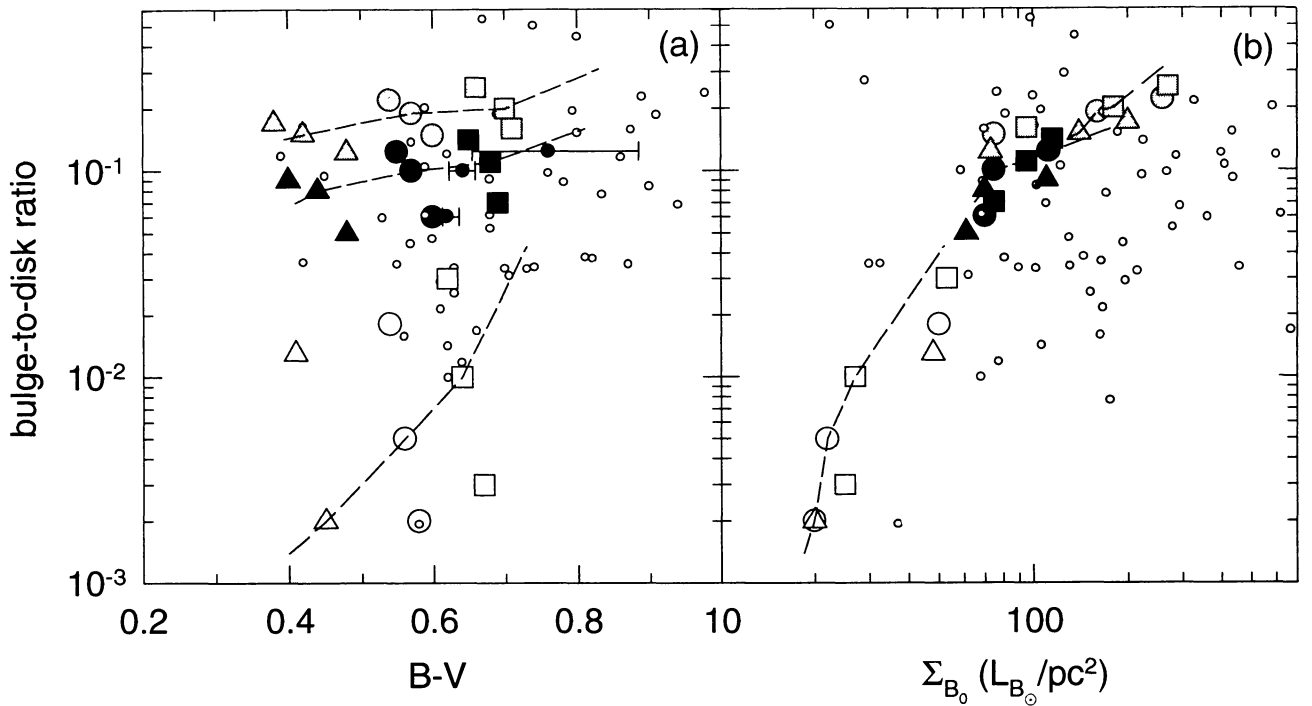 (a)
(b)
bulge-to-disk ratio
10⁻¹
10⁻²
10⁻³
0.2 0.4 0.6 0.8 10 100
B-V
Σ_B₀ (L_B⊙/pc²)